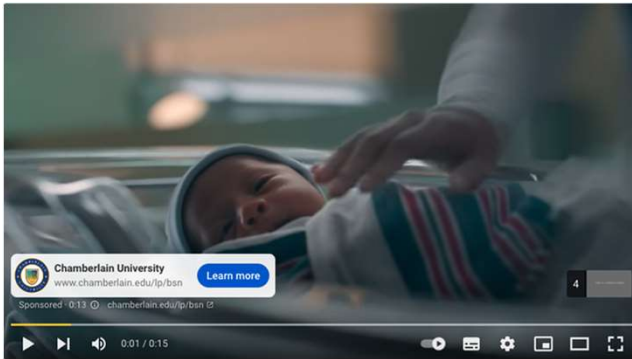 Chamberlain University
www.chamberlain.edu/lp/bsn
Learn more
4
Sponsored · 0:13
chamberlain.edu/lp/bsn
0:01 / 0:15